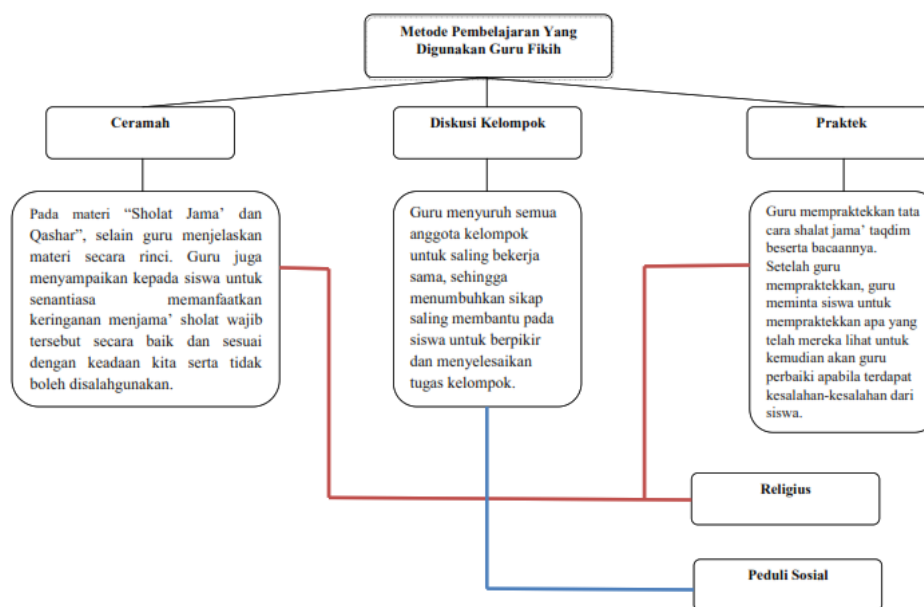 Metode Pembelajaran Yang
Digunakan Guru Fikih
Ceramah
Diskusi Kelompok
Praktek
Pada materi “Sholat Jama’ dan
Qashar”, selain guru menjelaskan
materi secara rinci. Guru juga
menyampaikan kepada siswa untuk
senantiasa memanfaatkan
keringanan menjama’ sholat wajib
tersebut secara baik dan sesuai
dengan keadaan kita serta tidak
boleh disalahgunakan.
Guru menyuruh semua
anggota kelompok
untuk saling bekerja
sama, sehingga
menumbuhkan sikap
saling membantu pada
siswa untuk berpikir
dan menyelesaikan
tugas kelompok.
Guru mempraktekkan tata
cara shalat jama’ taqdim
beserta bacaannya.
Setelah guru
mempraktekkan, guru
meminta siswa untuk
mempraktekkan apa yang
telah mereka lihat untuk
kemudian akan guru
perbaiki apabila terdapat
kesalahan-kesalahan dari
siswa.
Religius
Peduli Sosial